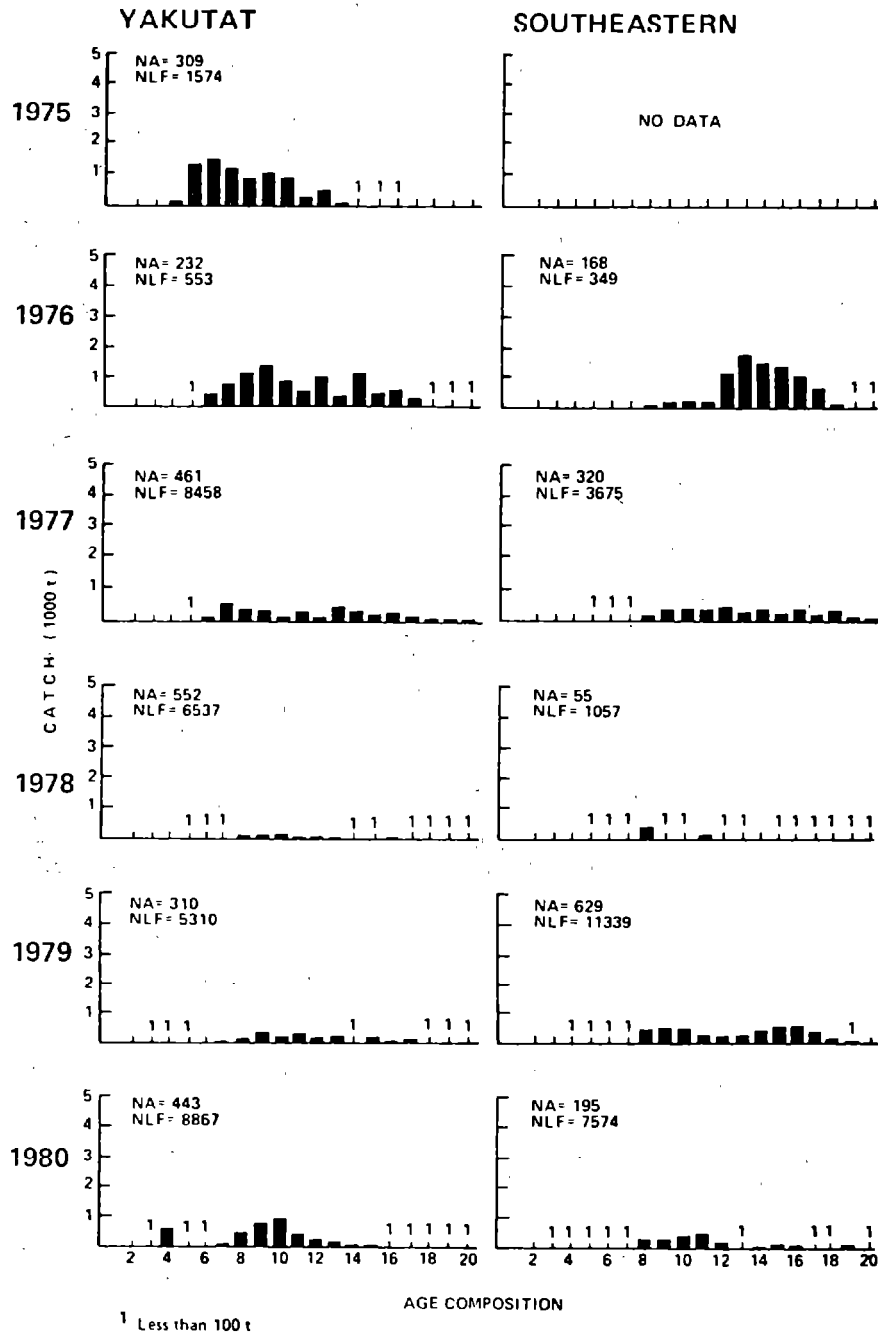 YAKUTAT
SOUTHEASTERN
1975
5
4
3
2
1
NA= 309
NLF= 1574
1 1 1
NO DATA
1976
5
4
3
2
1
NA= 232
NLF= 553
1 1 1 1
NA= 168
NLF= 349
1 1
1977
5
4
3
2
1
NA= 461
NLF= 8458
1
NA= 320
NLF= 3675
1 1 1
CATCH (1000 t)
1978
5
4
3
2
1
NA= 552
NLF= 6537
1 1 1 1 1 1 1 1 1
NA= 55
NLF= 1057
1 1 1 1 1 1 1 1 1 1 1 1 1
1979
5
4
3
2
1
NA= 310
NLF= 5310
1 1 1 1 1 1 1
NA= 629
NLF= 11339
1 1 1 1 1
1980
5
4
3
2
1
NA= 443
NLF= 8867
1 1 1 1 1 1 1 1
NA= 195
NLF= 7574
1 1 1 1 1 1 1 1 1
2 4 6 8 10 12 14 16 18 20
2 4 6 8 10 12 14 16 18 20
AGE COMPOSITION
1 Less than 100 t